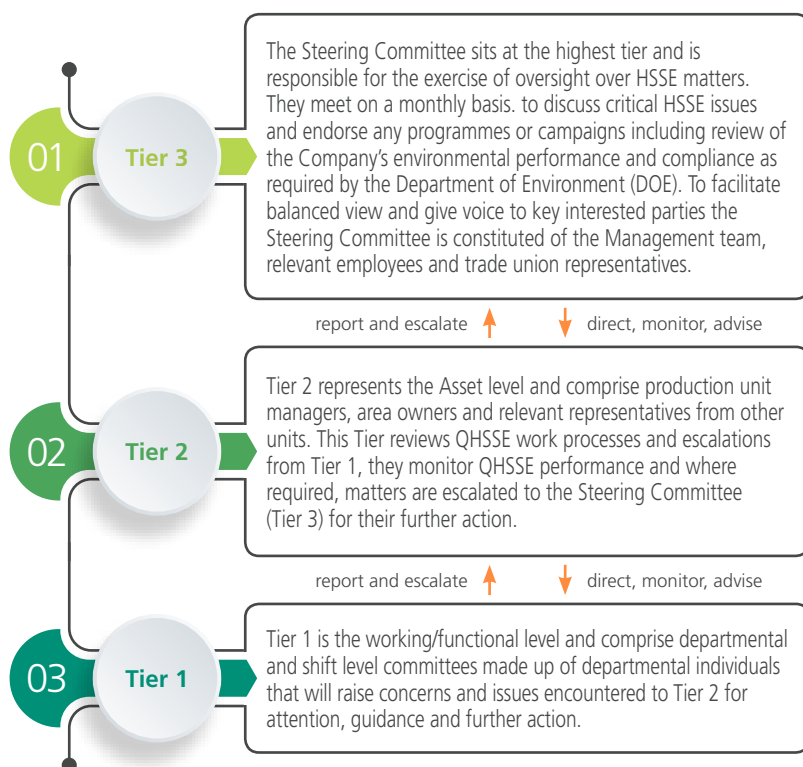 01
Tier 3
The Steering Committee sits at the highest tier and is
responsible for the exercise of oversight over HSSE matters.
They meet on a monthly basis. to discuss critical HSSE issues
and endorse any programmes or campaigns including review of
the Company’s environmental performance and compliance as
required by the Department of Environment (DOE). To facilitate
balanced view and give voice to key interested parties the
Steering Committee is constituted of the Management team,
relevant employees and trade union representatives.
report and escalate direct, monitor, advise
02
Tier 2
Tier 2 represents the Asset level and comprise production unit
managers, area owners and relevant representatives from other
units. This Tier reviews QHSSE work processes and escalations
from Tier 1, they monitor QHSSE performance and where
required, matters are escalated to the Steering Committee
(Tier 3) for their further action.
report and escalate direct, monitor, advise
03
Tier 1
Tier 1 is the working/functional level and comprise departmental
and shift level committees made up of departmental individuals
that will raise concerns and issues encountered to Tier 2 for
attention, guidance and further action.